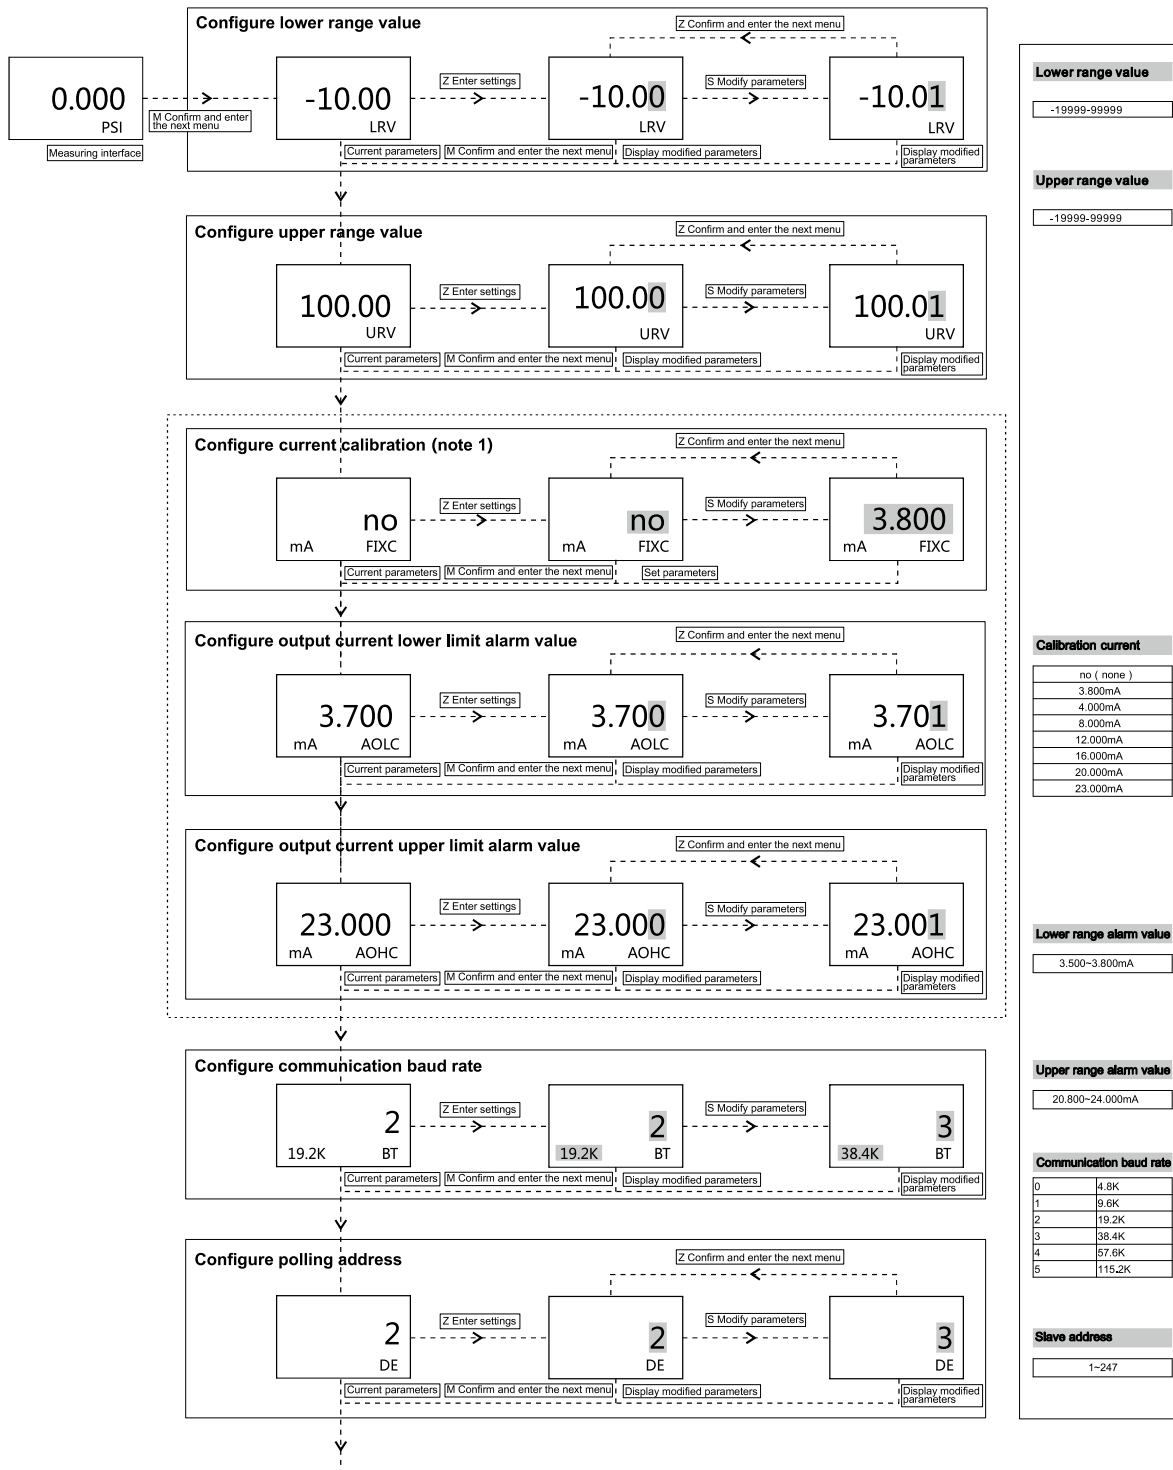 Configure lower range value
Z Confirm and enter the next menu
0.000
PSI
M Confirm and enter
the next menu
Measuring interface
-10.00
LRV
Z Enter settings
-10.00
LRV
S Modify parameters
-10.01
LRV
Current parameters
M Confirm and enter the next menu
Display modified parameters
Display modified
parameters
Configure upper range value
Z Confirm and enter the next menu
100.00
URV
Z Enter settings
100.00
URV
S Modify parameters
100.01
URV
Current parameters
M Confirm and enter the next menu
Display modified parameters
Display modified
parameters
Configure current calibration (note 1)
Z Confirm and enter the next menu
no
mA FIXC
Z Enter settings
no
FIXC
S Modify parameters
3.800
mA FIXC
Current parameters
M Confirm and enter the next menu
Set parameters
Configure output current lower limit alarm value
Z Confirm and enter the next menu
3.700
mA AOLC
Z Enter settings
3.700
mA AOLC
S Modify parameters
3.701
mA AOLC
Current parameters
M Confirm and enter the next menu
Display modified parameters
Display modified
parameters
Configure output current upper limit alarm value
Z Confirm and enter the next menu
23.000
mA AOHC
Z Enter settings
23.000
mA AOHC
S Modify parameters
23.001
mA AOHC
Current parameters
M Confirm and enter the next menu
Display modified parameters
Display modified
parameters
Configure communication baud rate
2
19.2K BT
Z Enter settings
2
19.2K BT
S Modify parameters
3
38.4K BT
Current parameters
M Confirm and enter the next menu
Display modified parameters
Display modified
parameters
Configure polling address
Z Confirm and enter the next menu
2
DE
Z Enter settings
2
DE
S Modify parameters
3
DE
Current parameters
M Confirm and enter the next menu
Display modified parameters
Display modified
parameters
Lower range value
-19999-99999
Upper range value
-19999-99999
Calibration current
no ( none )
3.800mA
4.000mA
8.000mA
12.000mA
16.000mA
20.000mA
23.000mA
Lower range alarm value
3.500~3.800mA
Upper range alarm value
20.800~24.000mA
Communication baud rate
0 4.8K
1 9.6K
2 19.2K
3 38.4K
4 57.6K
5 115.2K
Slave address
1~247